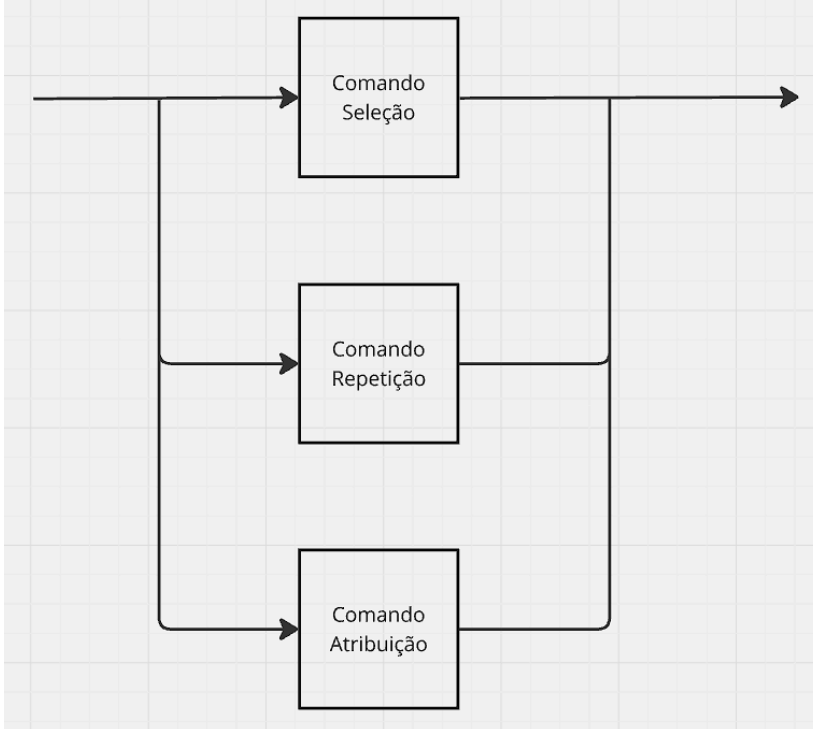 Comando
Seleção
Comando
Repetição
Comando
Atribuição